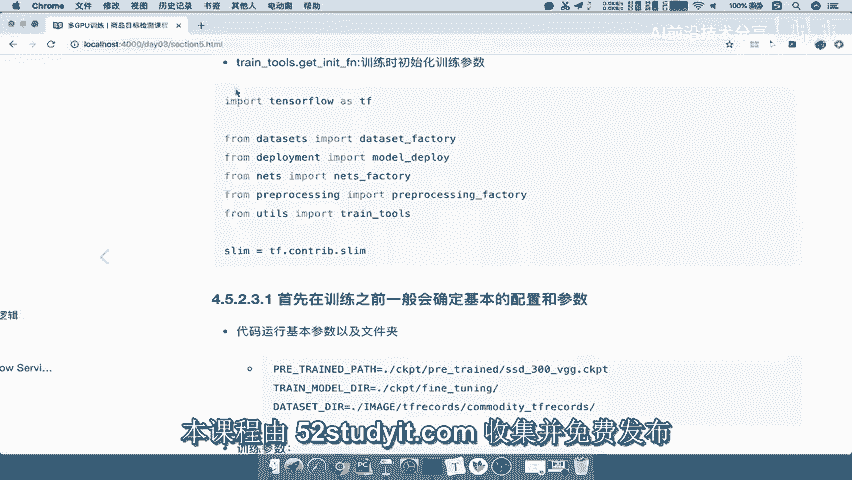 Chrome 文件 修改 视图 历史记录 书签 其他人 电动窗 帮助
100%
多GPU训练 | 商品目标检测课程
localhost:4000/day03/section5.html
AI前沿技术分享
train_tools.get_init_fn:训练时初始化训练参数
import tensorflow as tf
from datasets import dataset_factory
from deployment import model_deploy
from nets import nets_factory
from preprocessing import preprocessing_factory
from utils import train_tools
slim = tf.contrib.slim
4.5.2.3.1 首先在训练之前一般会确定基本的配置和参数
逻辑
代码运行基本参数以及文件夹
ow Servi...
PRE_TRAINED_PATH=./ckpt/pre_trained/ssd_300_vgg.ckpt
TRAIN_MODEL_DIR=./ckpt/fine_tuning/
DATASET_DIR=./IMAGE/tfrecords/commodity_tfrecords/
本课程由 52studyit.com 收集并免费发布
训练参数: